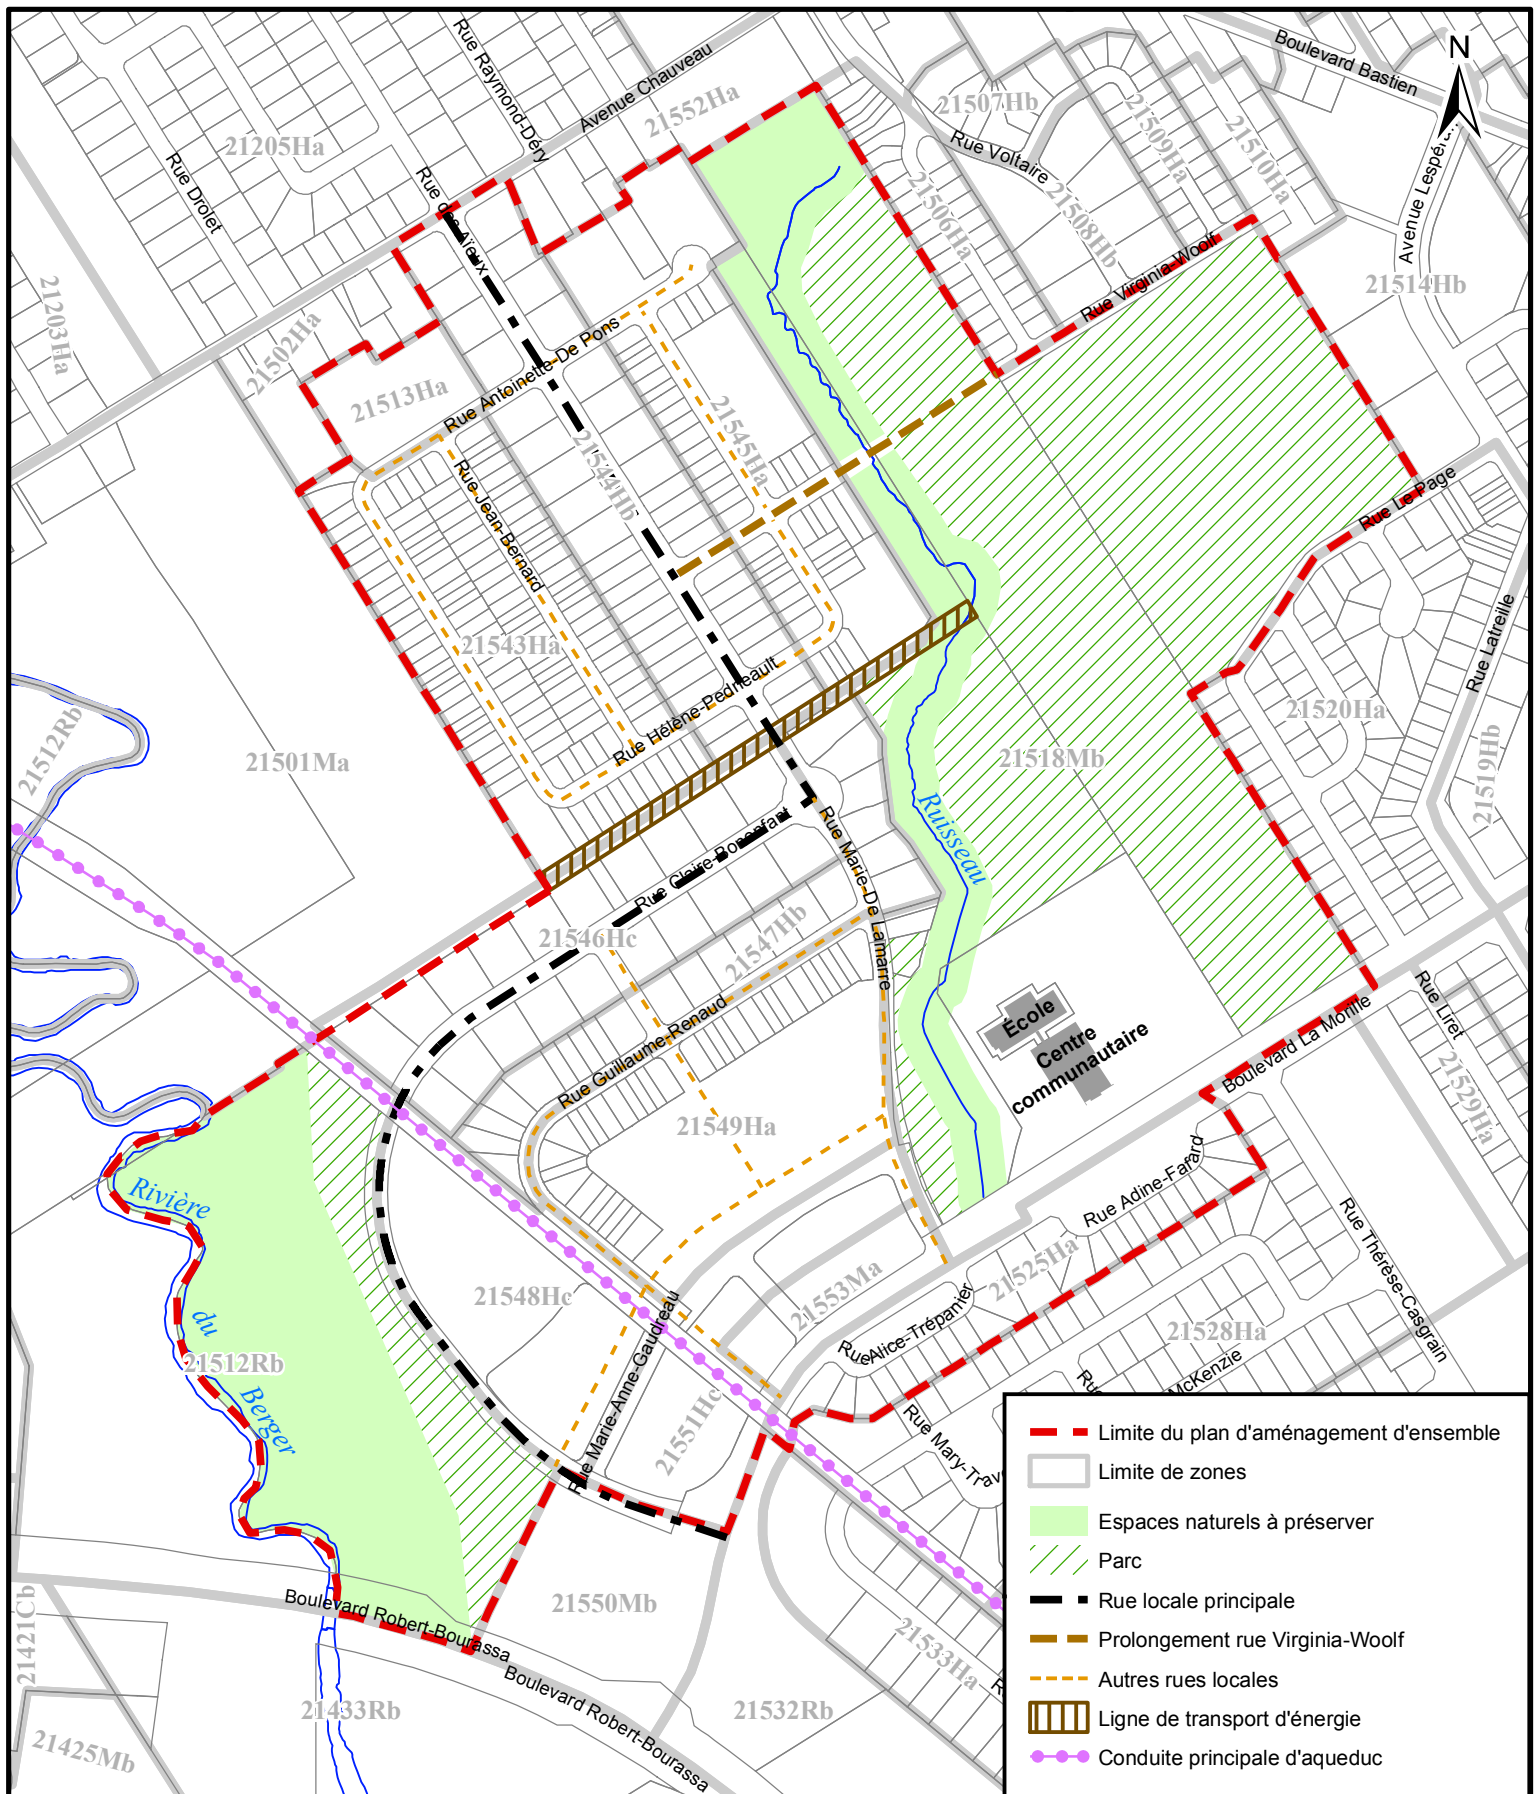 N
Boulevard Bastien
Rue Raymond-Déry
Avenue Chauveau
21552Ha
21507Hb
21509Ha
21510Ha
21205Ha
Rue Drolet
Rue des Aïeux
Rue Voltaire
21506Ha
21508Hb
Avenue Lespéra
Rue Virginia-Woolf
21514Hb
21203Ha
21502Ha
21513Ha
Rue Antoinette-De Pons
21545Ha
21544Hb
Rue Jean-Bernard
Rue Le Page
Rue Latreille
21543Ha
Rue Hélène-Pedneault
21512Rb
21501Ma
21518Mb
21520Ha
21519Hb
Ruisseau
Rue Claire-Bonenfant
Rue Marie-De Lamarre
21546Hc
21547Hb
Rue Guillaume-Renaud
École
Centre
communautaire
Boulevard La Morille
Rue Liret
21529Ha
21549Ha
Rue Adine-Fafard
Rivière
du
Berger
21512Rb
21548Hc
Rue Marie-Anne-Gaudreau
21553Ma
21525Ha
Rue Alice-Trépanier
Rue Thérèse-Casgrain
21528Ha
Rue
McKenzie
Rue Mary-Trav
21551Hc
21550Mb
21533Ha
R
Boulevard Robert-Bourassa
Boulevard Robert-Bourassa
21421Cb
21425Mb
21433Rb
21532Rb
Limite du plan d'aménagement d'ensemble
Limite de zones
Espaces naturels à préserver
Parc
Rue locale principale
Prolongement rue Virginia-Woolf
Autres rues locales
Ligne de transport d'énergie
Conduite principale d'aqueduc